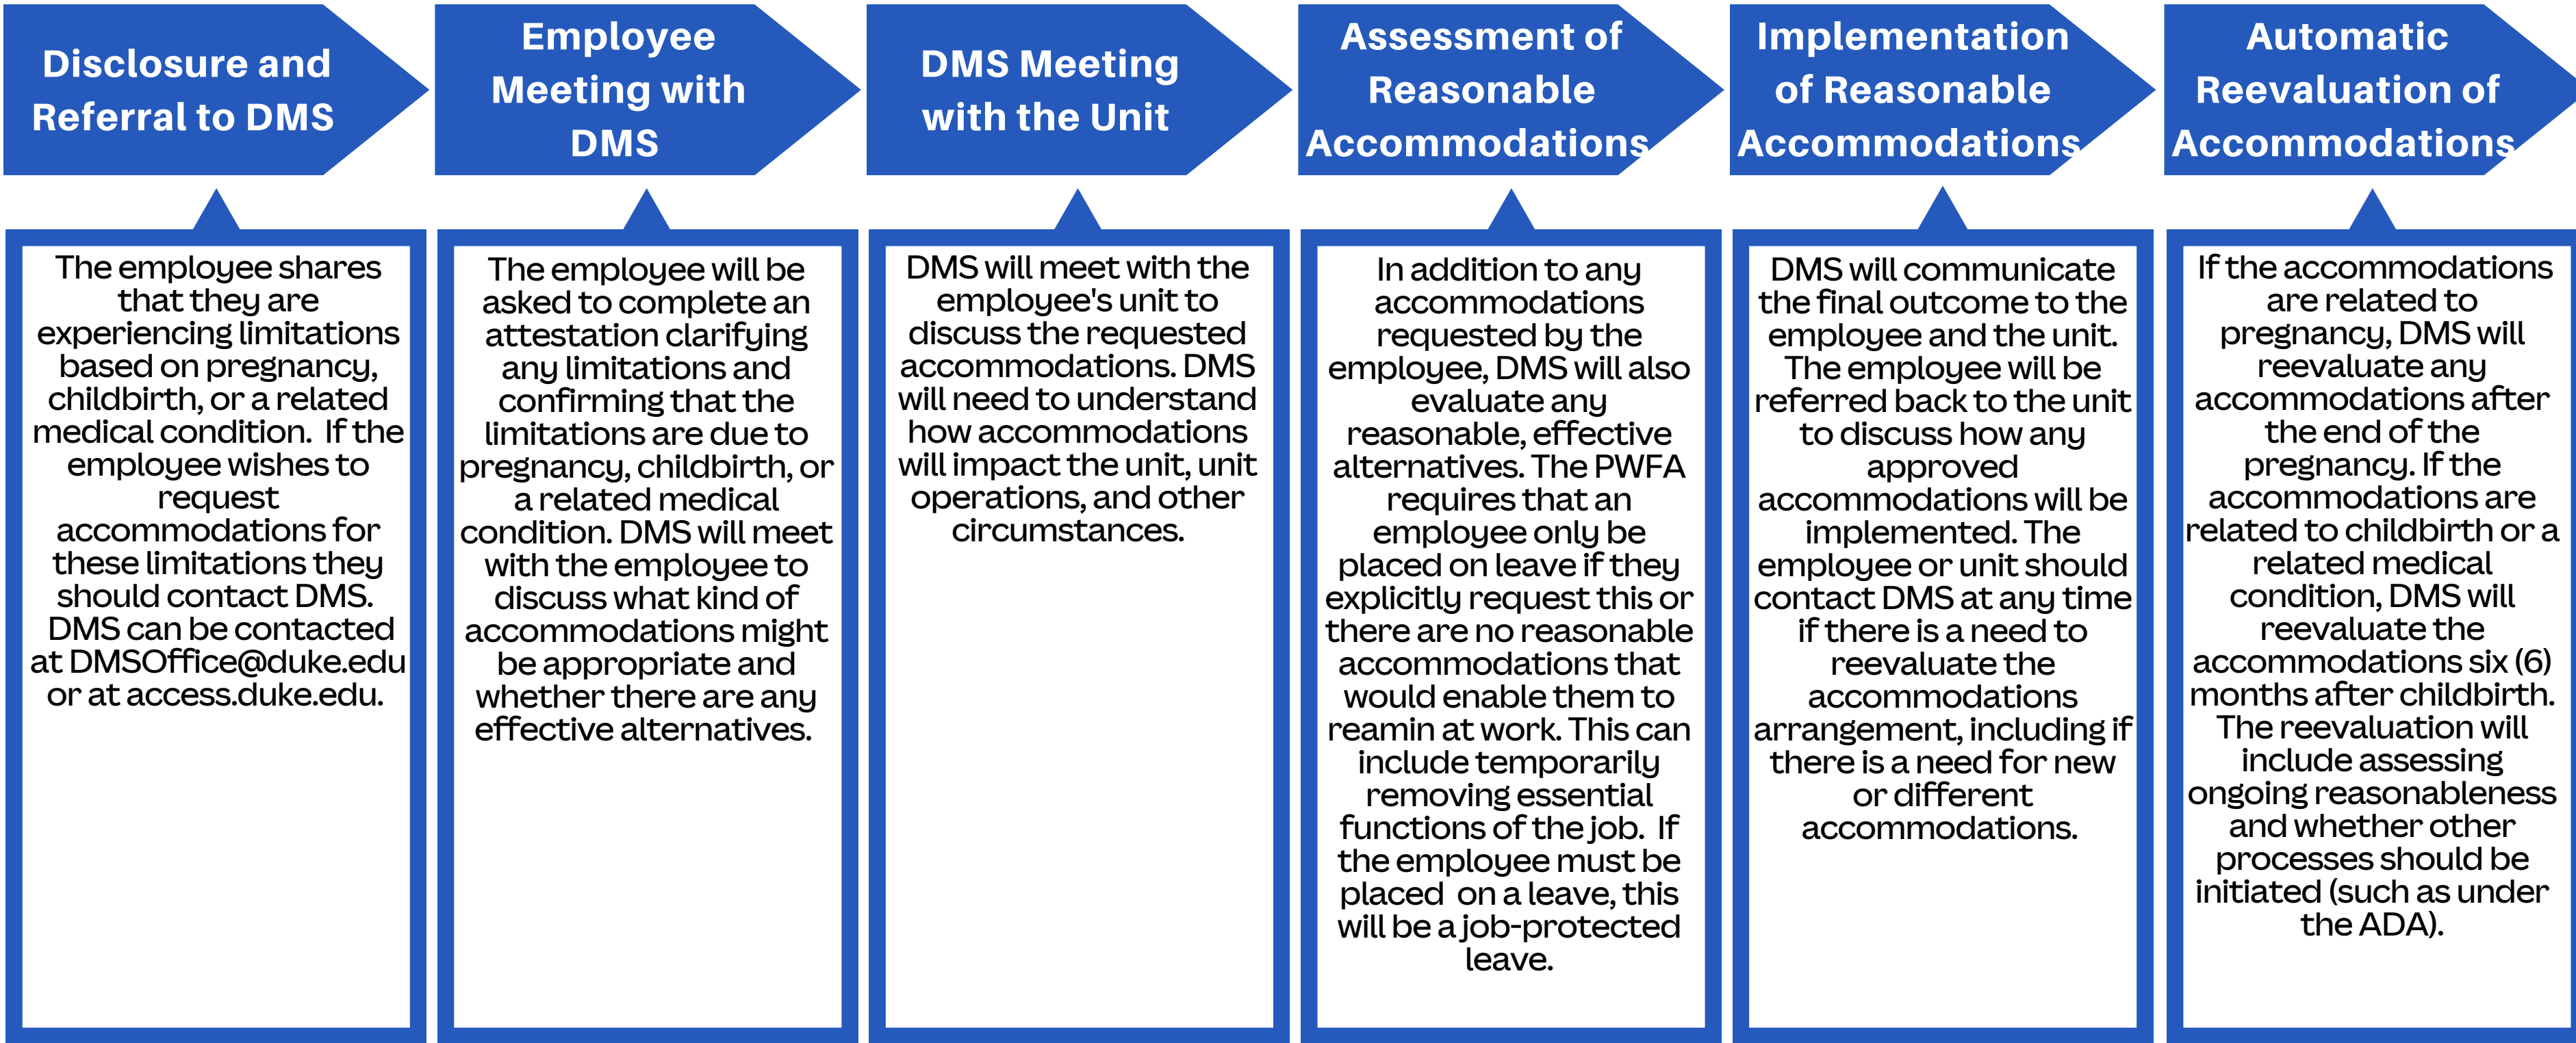 Disclosure and
Referral to DMS
The employee shares
that they are
experiencing limitations
based on pregnancy,
childbirth, or a related
medical condition.  If the
employee wishes to
request
accommodations for
these limitations they
should contact DMS.
DMS can be contacted
at DMSOffice@duke.edu
or at access.duke.edu.
Employee
Meeting with
DMS
The employee will be
asked to complete an
attestation clarifying
any limitations and
confirming that the
limitations are due to
pregnancy, childbirth, or
a related medical
condition. DMS will meet
with the employee to
discuss what kind of
accommodations might
be appropriate and
whether there are any
effective alternatives.
DMS Meeting
with the Unit
DMS will meet with the
employee's unit to
discuss the requested
accommodations. DMS
will need to understand
how accommodations
will impact the unit, unit
operations, and other
circumstances.
Assessment of
Reasonable
Accommodations
In addition to any
accommodations
requested by the
employee, DMS will also
evaluate any
reasonable, effective
alternatives. The PWFA
requires that an
employee only be
placed on leave if they
explicitly request this or
there are no reasonable
accommodations that
would enable them to
reamin at work. This can
include temporarily
removing essential
functions of the job.  If
the employee must be
placed  on a leave, this
will be a job-protected
leave.
Implementation
of Reasonable
Accommodations
DMS will communicate
the final outcome to the
employee and the unit.
The employee will be
referred back to the unit
to discuss how any
approved
accommodations will be
implemented. The
employee or unit should
contact DMS at any time
if there is a need to
reevaluate the
accommodations
arrangement, including if
there is a need for new
or different
accommodations.
Automatic
Reevaluation of
Accommodations
If the accommodations
are related to
pregnancy, DMS will
reevaluate any
accommodations after
the end of the
pregnancy. If the
accommodations are
related to childbirth or a
related medical
condition, DMS will
reevaluate the
accommodations six (6)
months after childbirth.
The reevaluation will
include assessing
ongoing reasonableness
and whether other
processes should be
initiated (such as under
the ADA).